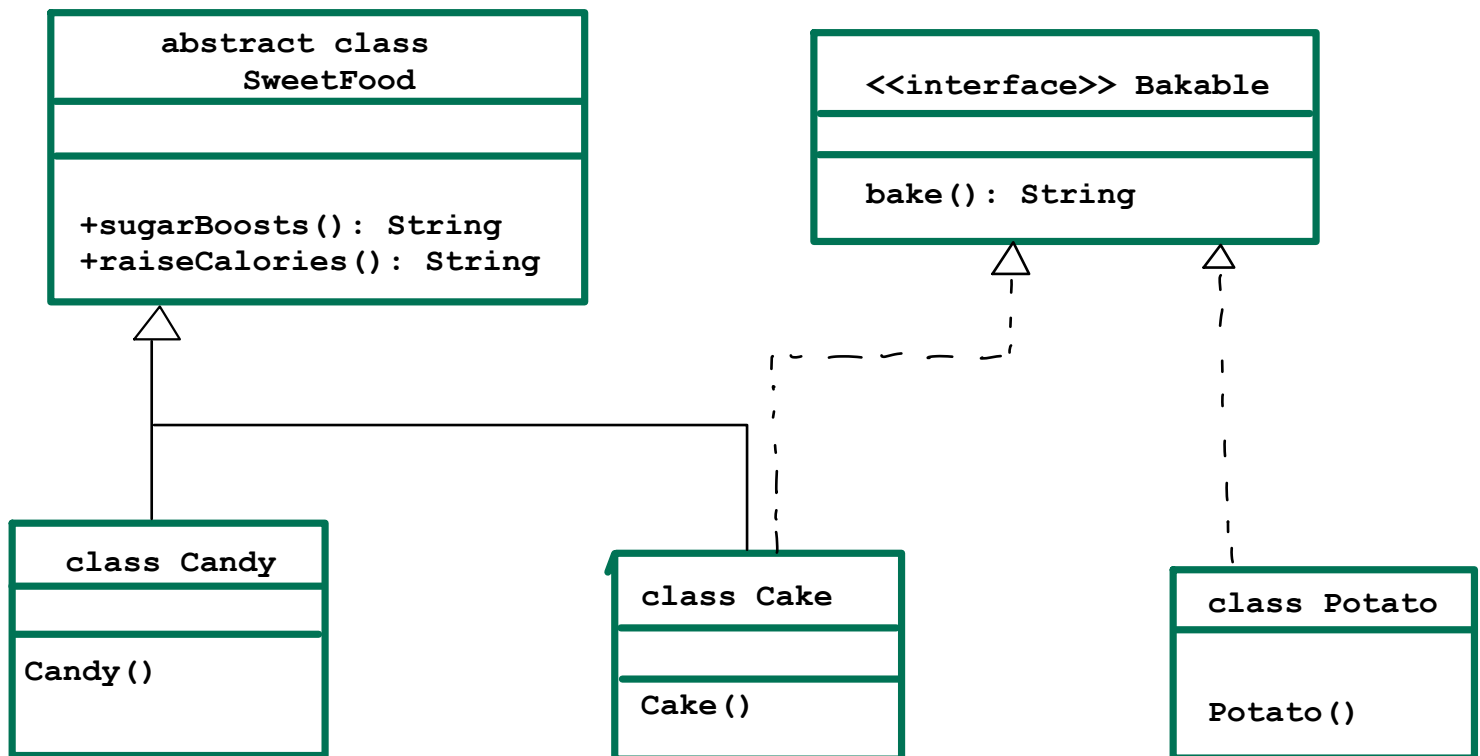 abstract class
SweetFood
+sugarBoosts(): String
+raiseCalories(): String
<<interface>> Bakable
bake(): String
class Candy
Candy()
class Cake
Cake()
class Potato
Potato()